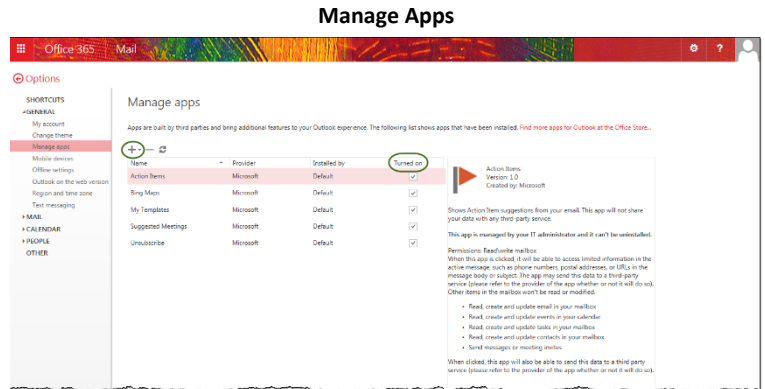 Manage Apps
Office 365 Mail
?
Options
SHORTCUTS
GENERAL
My account
Change theme
Manage apps
Mobile devices
Offline settings
Outlook on the web version
Region and time zone
Text messaging
MAIL
CALENDAR
PEOPLE
OTHER
Manage apps
Apps are built by third parties and bring additional features to your Outlook experience. The following list shows apps that have been installed. Find more apps for Outlook at the Office Store...
Name Provider Installed by Turned on
Action Items Microsoft Default
Bing Maps Microsoft Default
My Templates Microsoft Default
Suggested Meetings Microsoft Default
Unsubscribe Microsoft Default
Action Items
Version: 1.0
Created by: Microsoft
Shows Action Item suggestions from your email. This app will not share
your data with any third-party service.
This app is managed by your IT administrator and it can't be uninstalled.
Permissions: Read/write mailbox
When this app is clicked, it will be able to access limited information in the
active message, such as phone numbers, postal addresses, or URLs in the
message body or subject. The app may send this data to a third-party
service (please refer to the provider of the app whether or not it will do so).
Other items in the mailbox won't be read or modified.
• Read, create and update email in your mailbox
• Read, create and update events in your calendar
• Read, create and update tasks in your mailbox
• Read, create and update contacts in your mailbox
• Send messages or meeting invites
When clicked, this app will also be able to send this data to a third party
service (please refer to the provider of the app whether or not it will do so).